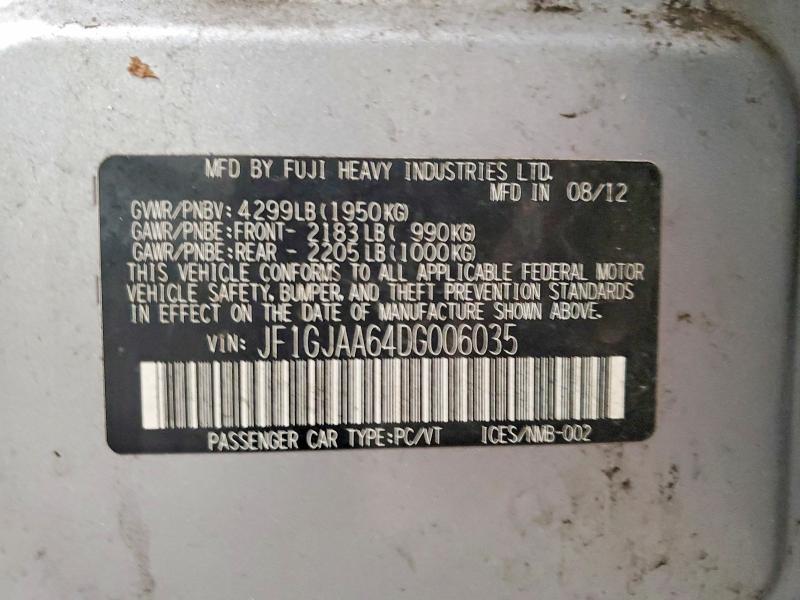 MFD BY FUJI HEAVY INDUSTRIES LTD.
MFD IN 08/12
GVWR/PNBV: 4299LB(1950KG)
GAWR/PNBE:FRONT- 2183LB( 990KG)
GAWR/PNBE:REAR - 2205LB(1000KG)
THIS VEHICLE CONFORMS TO ALL APPLICABLE FEDERAL MOTOR
VEHICLE SAFETY, BUMPER, AND THEFT PREVENTION STANDARDS
IN EFFECT ON THE DATE OF MANUFACTURE SHOWN ABOVE.
VIN: JF1GJAA64DG006035
PASSENGER CAR TYPE:PC/VT ICES/NMB-002